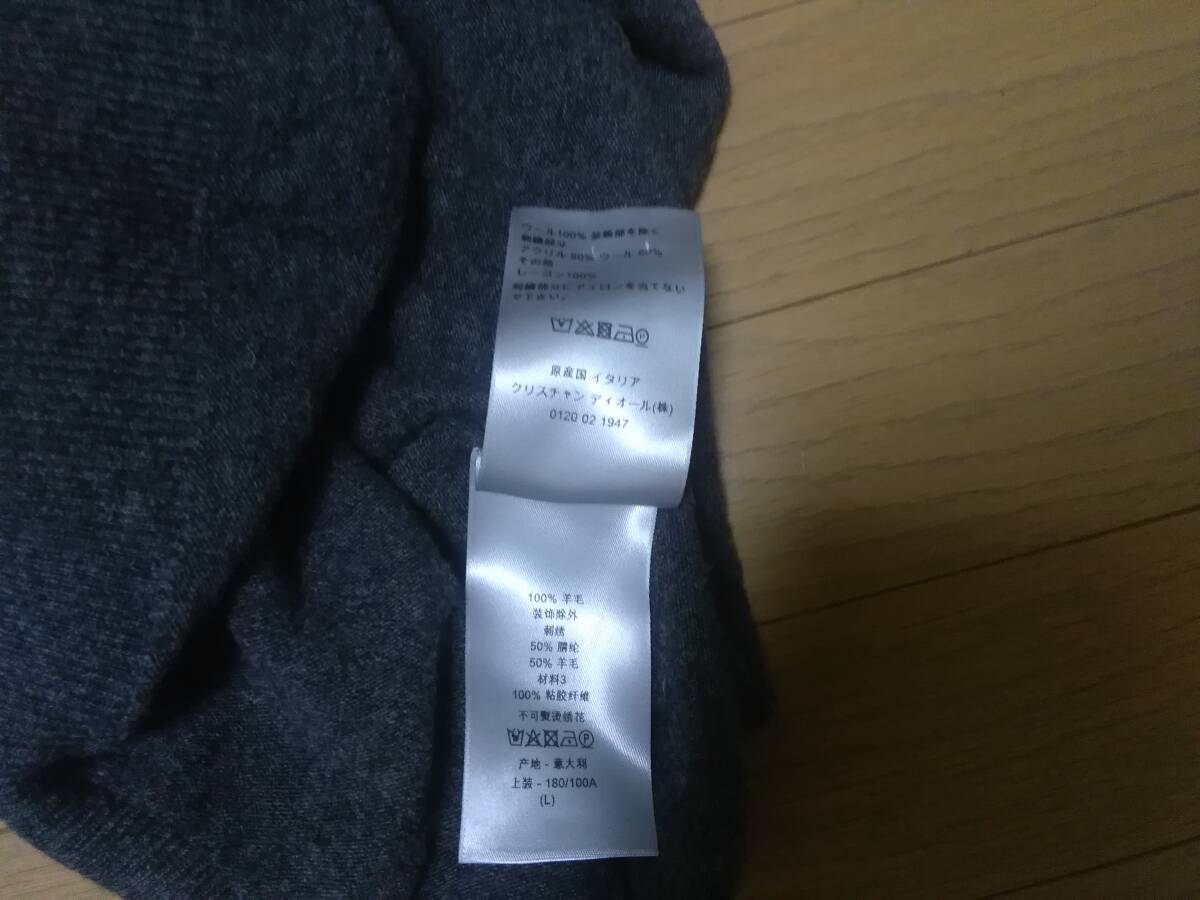 ウール100% 装飾部を除く
刺繍部分
アクリル 50% ウール 50%
その他
レーヨン100%
刺繍部分にアイロンを当てない
で下さい。
原産国 イタリア
クリスチャン ディオール(株)
0120 02 1947
100% 羊毛
装饰除外
刺绣
50% 腈纶
50% 羊毛
材料3
100% 粘胶纤维
不可熨烫绣花
产地 - 意大利
上装 - 180/100A
(L)